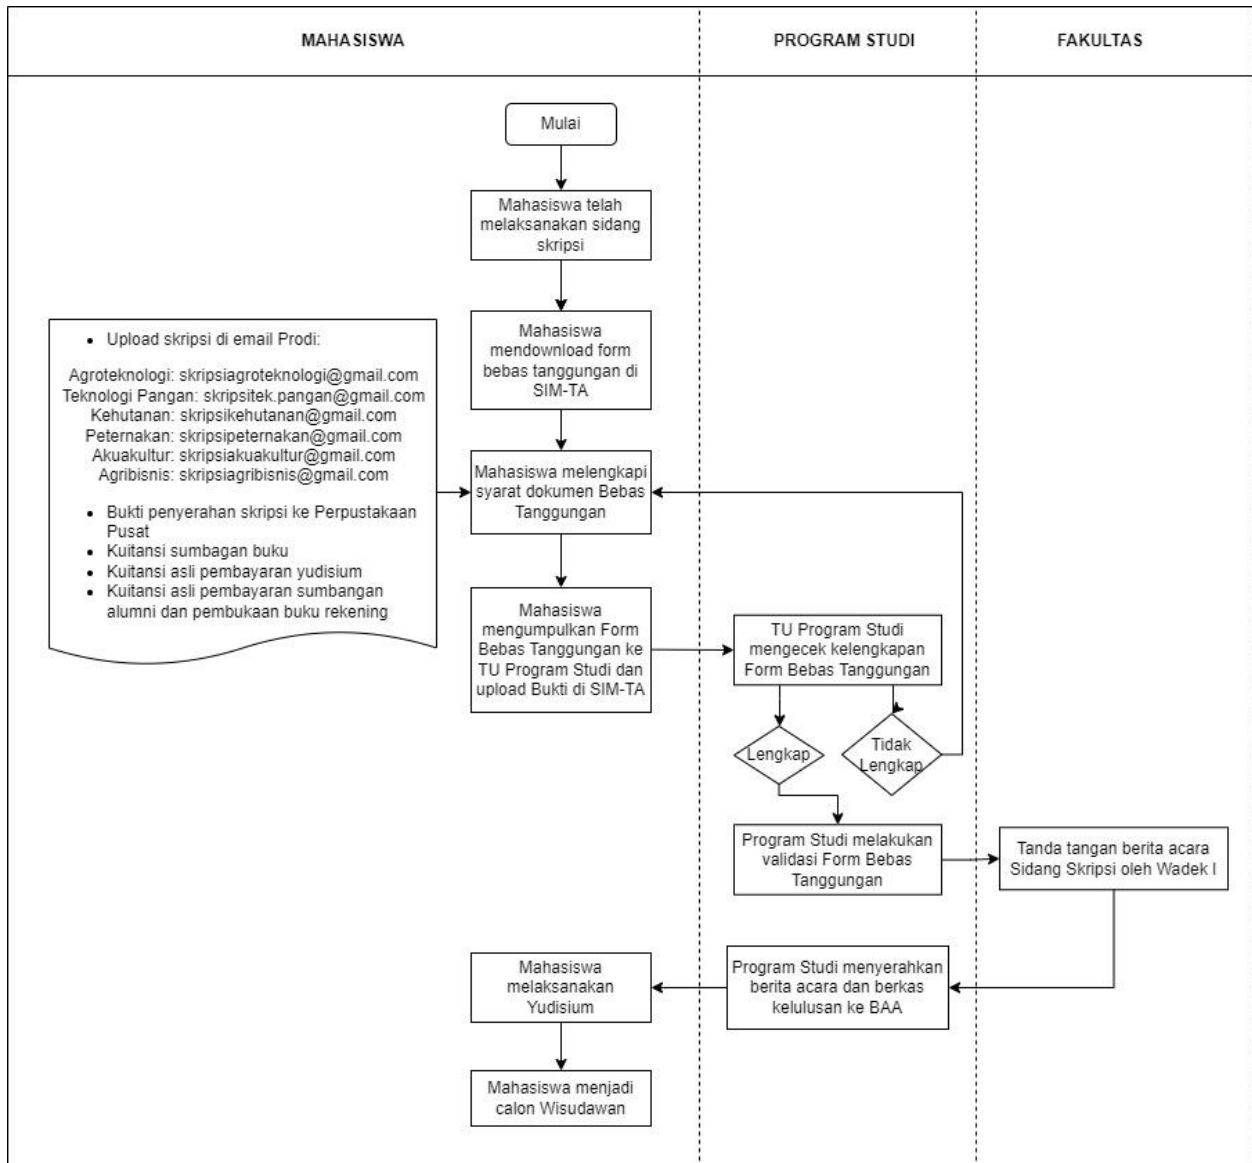 MAHASISWA
PROGRAM STUDI
FAKULTAS
Mulai
Mahasiswa telah
melaksanakan sidang
skripsi
Mahasiswa
mendownload form
bebas tanggungan di
SIM-TA
• Upload skripsi di email Prodi:
Agroteknologi: skripsiagroteknologi@gmail.com
Teknologi Pangan: skripsitek.pangan@gmail.com
Kehutanan: skripsikehutanan@gmail.com
Peternakan: skripsipeternakan@gmail.com
Akuakultur: skripsiakuakultur@gmail.com
Agribisnis: skripsiagribisnis@gmail.com
• Bukti penyerahan skripsi ke Perpustakaan
Pusat
• Kuitansi sumbagan buku
• Kuitansi asli pembayaran yudisium
• Kuitansi asli pembayaran sumbangan
alumni dan pembukaan buku rekening
Mahasiswa melengkapi
syarat dokumen Bebas
Tanggungan
Mahasiswa
mengumpulkan Form
Bebas Tanggungan ke
TU Program Studi dan
upload Bukti di SIM-TA
TU Program Studi
mengecek kelengkapan
Form Bebas Tanggungan
Lengkap
Tidak
Lengkap
Program Studi melakukan
validasi Form Bebas
Tanggungan
Tanda tangan berita acara
Sidang Skripsi oleh Wadek I
Program Studi menyerahkan
berita acara dan berkas
kelulusan ke BAA
Mahasiswa
melaksanakan
Yudisium
Mahasiswa menjadi
calon Wisudawan